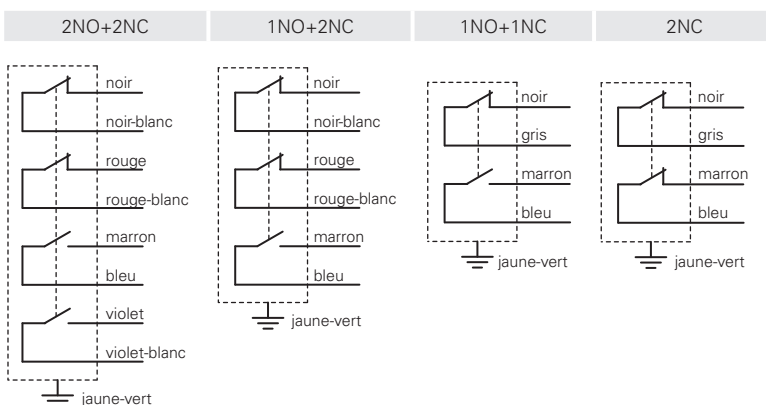 2NO+2NC
1NO+2NC
1NO+1NC
2NC
noir
noir-blanc
rouge
rouge-blanc
marron
bleu
violet
violet-blanc
jaune-vert
noir
noir-blanc
rouge
rouge-blanc
marron
bleu
jaune-vert
noir
gris
marron
bleu
jaune-vert
noir
gris
marron
bleu
jaune-vert